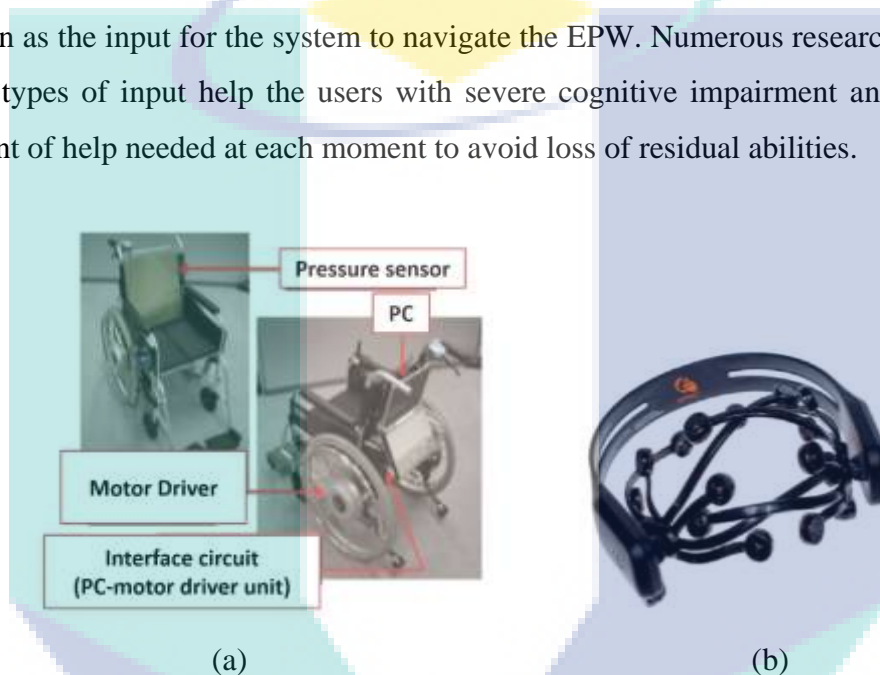 n as the input for the system to navigate the EPW. Numerous researc
types of input help the users with severe cognitive impairment an
nt of help needed at each moment to avoid loss of residual abilities.
Pressure sensor
PC
Motor Driver
Interface circuit
(PC-motor driver unit)
(a) (b)